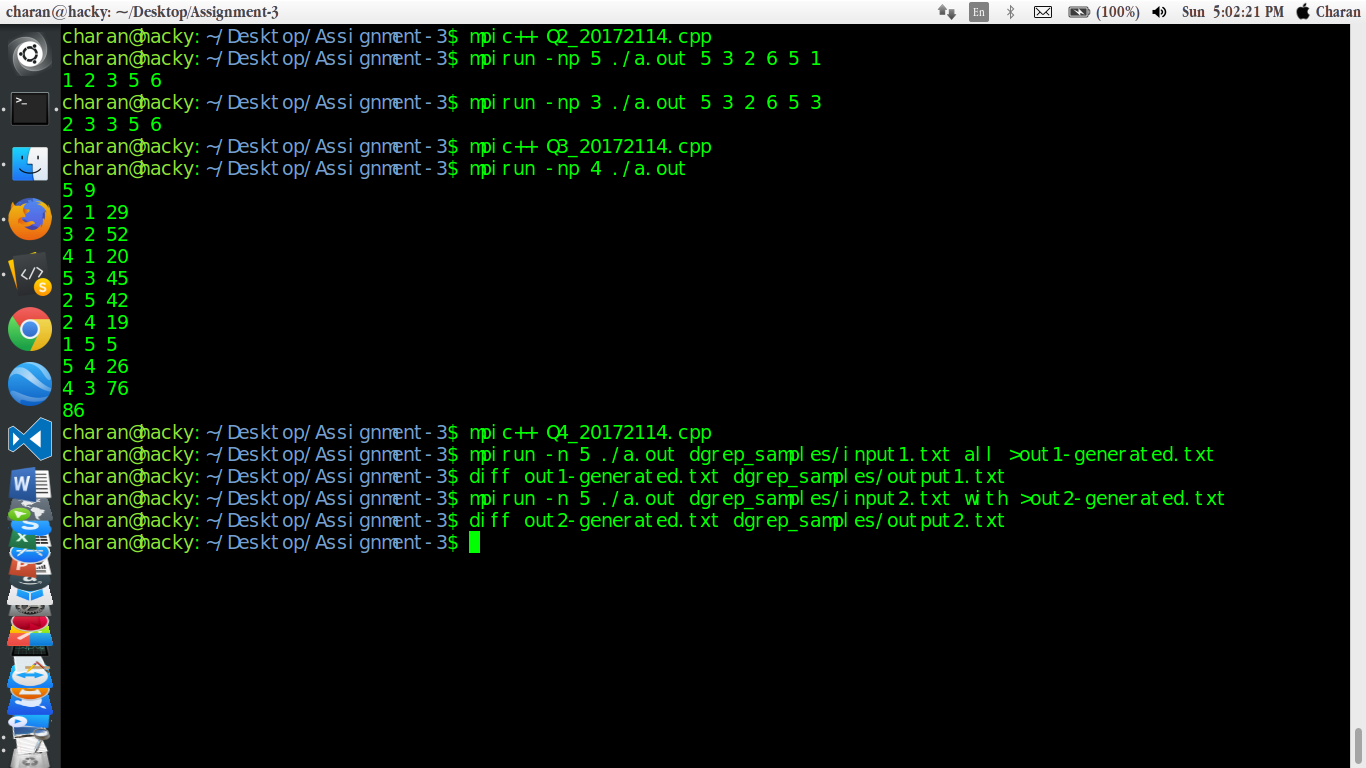 charan@hacky: ~/Desktop/Assignment-3 En (100%) Sun 5:02:21 PM Charan
charan@hacky:~/Desktop/Assignment-3$ mpic++ Q2_20172114.cpp
charan@hacky:~/Desktop/Assignment-3$ mpirun -np 5 ./a.out 5 3 2 6 5 1
1 2 3 5 6
charan@hacky:~/Desktop/Assignment-3$ mpirun -np 3 ./a.out 5 3 2 6 5 3
2 3 3 5 6
charan@hacky:~/Desktop/Assignment-3$ mpic++ Q3_20172114.cpp
charan@hacky:~/Desktop/Assignment-3$ mpirun -np 4 ./a.out
5 9
2 1 29
3 2 52
4 1 20
5 3 45
2 5 42
2 4 19
1 5 5
5 4 26
4 3 76
86
charan@hacky:~/Desktop/Assignment-3$ mpic++ Q4_20172114.cpp
charan@hacky:~/Desktop/Assignment-3$ mpirun -n 5 ./a.out dgrep_samples/input1.txt all >out1-generated.txt
charan@hacky:~/Desktop/Assignment-3$ diff out1-generated.txt dgrep_samples/output1.txt
charan@hacky:~/Desktop/Assignment-3$ mpirun -n 5 ./a.out dgrep_samples/input2.txt with >out2-generated.txt
charan@hacky:~/Desktop/Assignment-3$ diff out2-generated.txt dgrep_samples/output2.txt
charan@hacky:~/Desktop/Assignment-3$